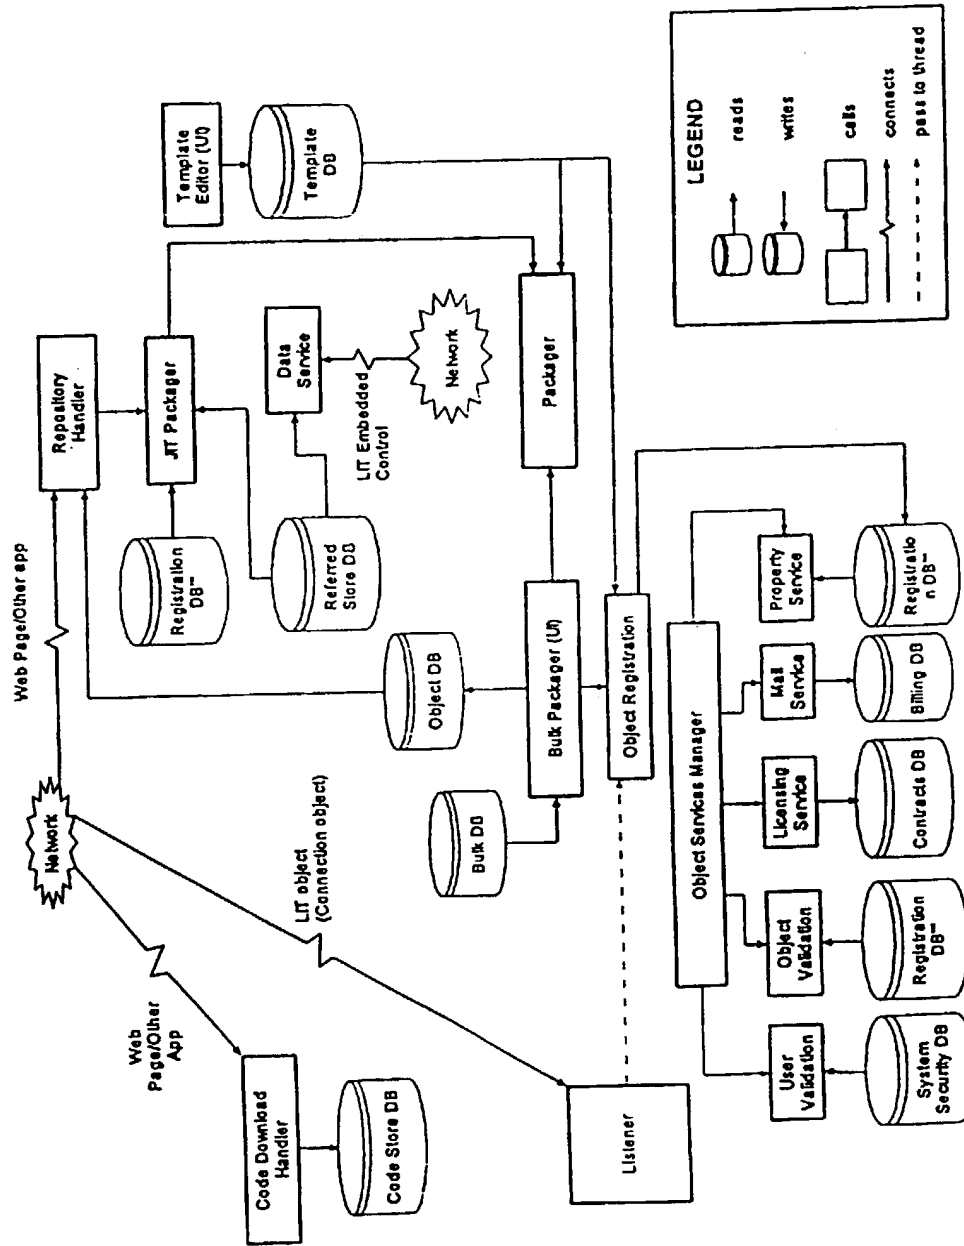 Network
Web Page/Other app
Web
Page/Other
App
LIT object
(Connection object)
Code Download
Handler
Code Store DB
Listener
Repository
Handler
JIT Packager
Registration
DB**
Referred
Store DB
Data
Service
LIT Embedded
Control
Network
Template
Editor (UI)
Template
DB
Object DB
Bulk DB
Bulk Packager (UI)
Packager
Object Registration
Object Services Manager
User
Validation
Object
Validation
Licensing
Service
Mail
Service
Property
Service
System
Security DB
Registration
DB**
Contracts DB
Billing DB
Registratio
n DB**
LEGEND
reads
writes
calls
connects
pass to thread